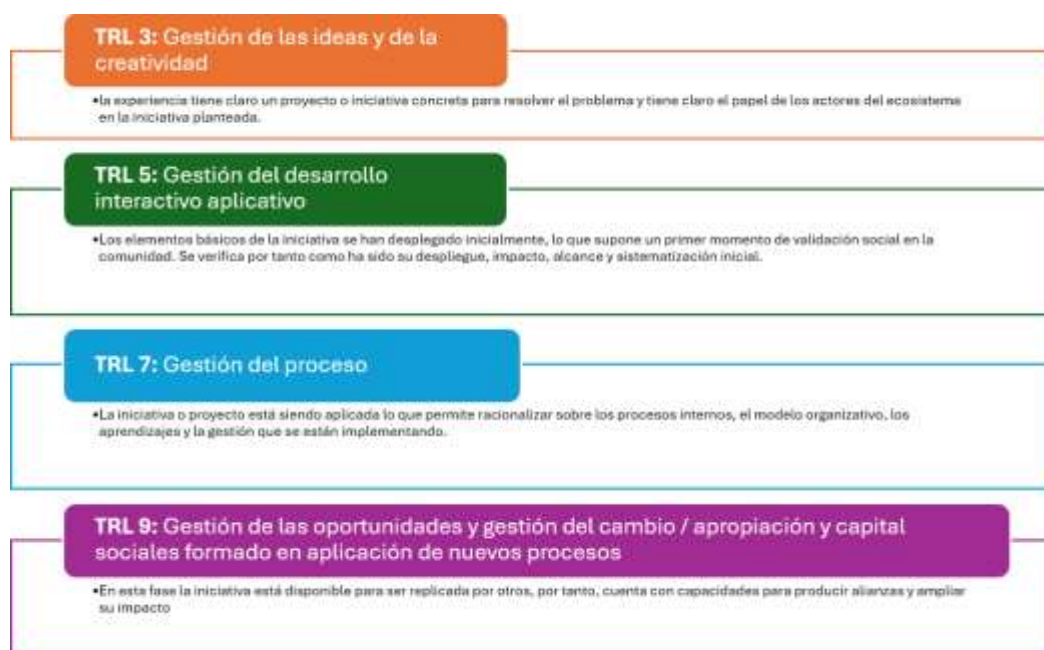 TRL 3: Gestión de las ideas y de la
creatividad
•la experiencia tiene claro un proyecto o iniciativa concreta para resolver el problema y tiene claro el papel de los actores del ecosistema
en la iniciativa planteada.
TRL 5: Gestión del desarrollo
interactivo aplicativo
•Los elementos básicos de la iniciativa se han desplegado inicialmente, lo que supone un primer momento de validación social en la
comunidad. Se verifica por tanto como ha sido su despliegue, impacto, alcance y sistematización inicial.
TRL 7: Gestión del proceso
•La iniciativa o proyecto está siendo aplicada lo que permite racionalizar sobre los procesos internos, el modelo organizativo, los
aprendizajes y la gestión que se están implementando.
TRL 9: Gestión de las oportunidades y gestión del cambio / apropiación y capital
sociales formado en aplicación de nuevos procesos
•En esta fase la iniciativa está disponible para ser replicada por otros, por tanto, cuenta con capacidades para producir alianzas y ampliar
su impacto